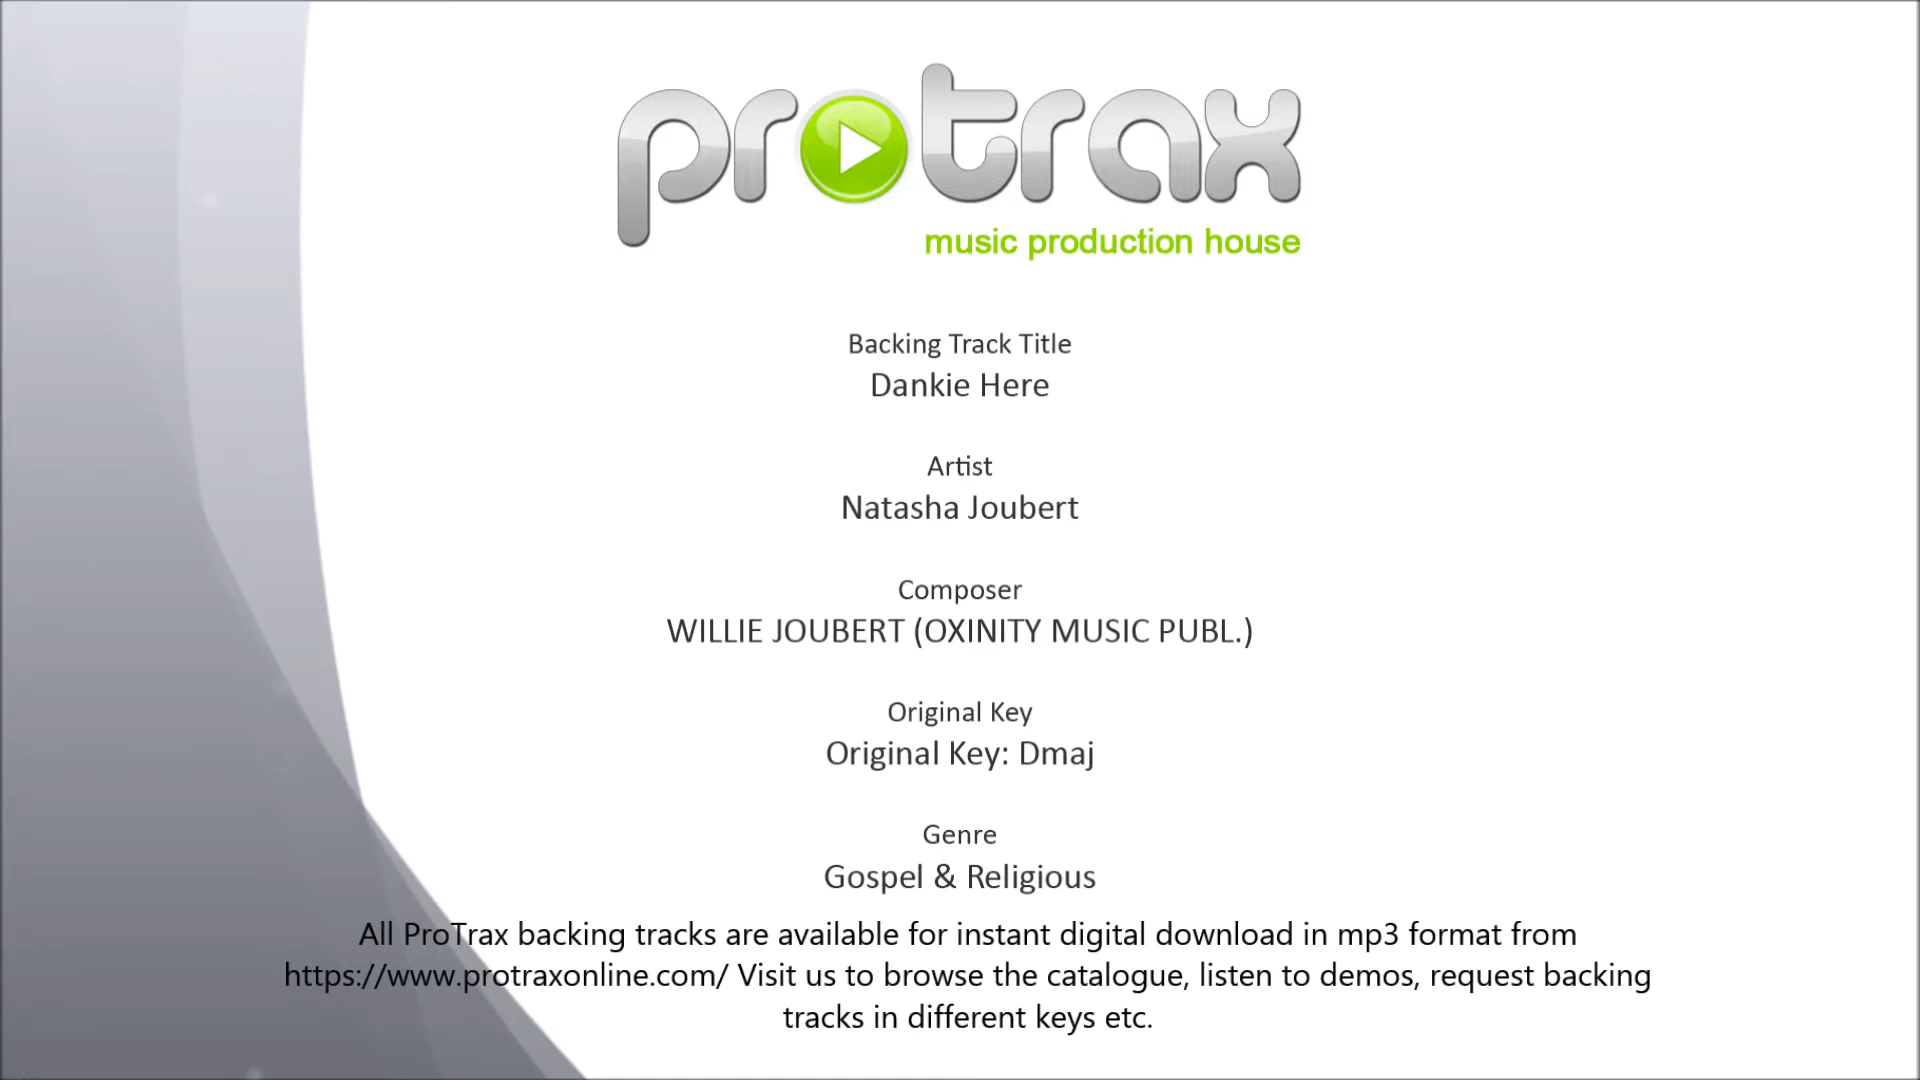 protrax
music production house
Backing Track Title
Dankie Here
Artist
Natasha Joubert
Composer
WILLIE JOUBERT (OXINITY MUSIC PUBL.)
Original Key
Original Key: Dmaj
Genre
Gospel & Religious
All ProTrax backing tracks are available for instant digital download in mp3 format from
https://www.protraxonline.com/ Visit us to browse the catalogue, listen to demos, request backing
tracks in different keys etc.